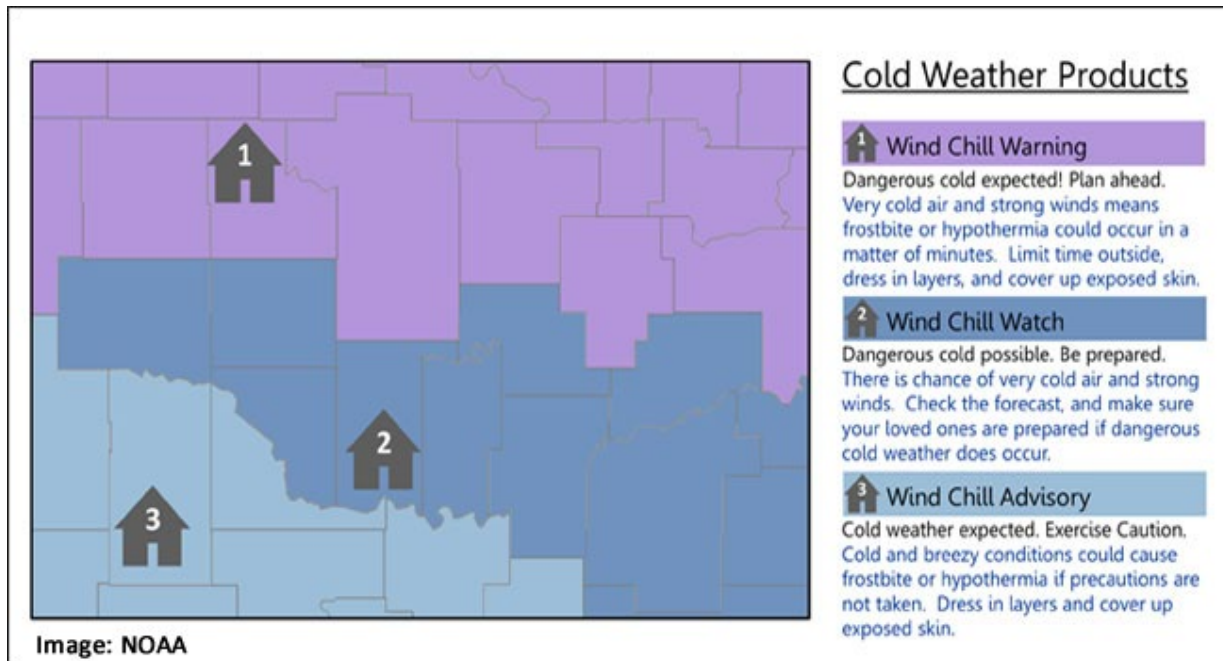 Cold Weather Products
1
1 Wind Chill Warning
Dangerous cold expected! Plan ahead.
Very cold air and strong winds means
frostbite or hypothermia could occur in a
matter of minutes. Limit time outside,
dress in layers, and cover up exposed skin.
2 Wind Chill Watch
Dangerous cold possible. Be prepared.
There is chance of very cold air and strong
winds. Check the forecast, and make sure
your loved ones are prepared if dangerous
cold weather does occur.
2
3 Wind Chill Advisory
3
Cold weather expected. Exercise Caution.
Cold and breezy conditions could cause
frostbite or hypothermia if precautions are
not taken. Dress in layers and cover up
exposed skin.
Image: NOAA